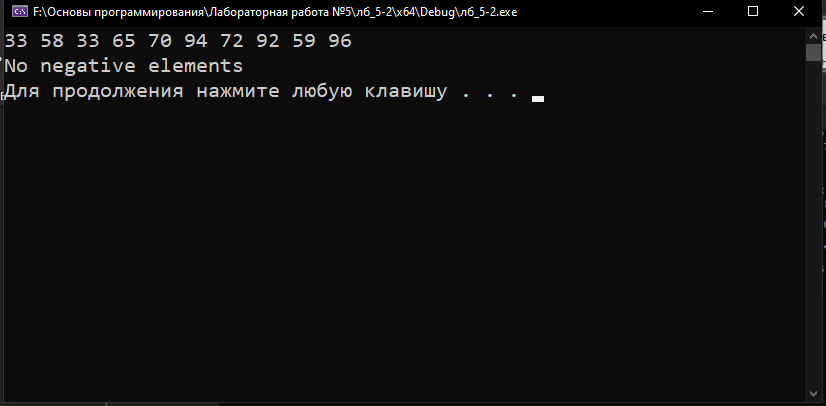 F:\Основы программирования\Лабораторная работа №5\лб_5-2\x64\Debug\лб_5-2.exe
33 58 33 65 70 94 72 92 59 96
No negative elements
Для продолжения нажмите любую клавишу . . .